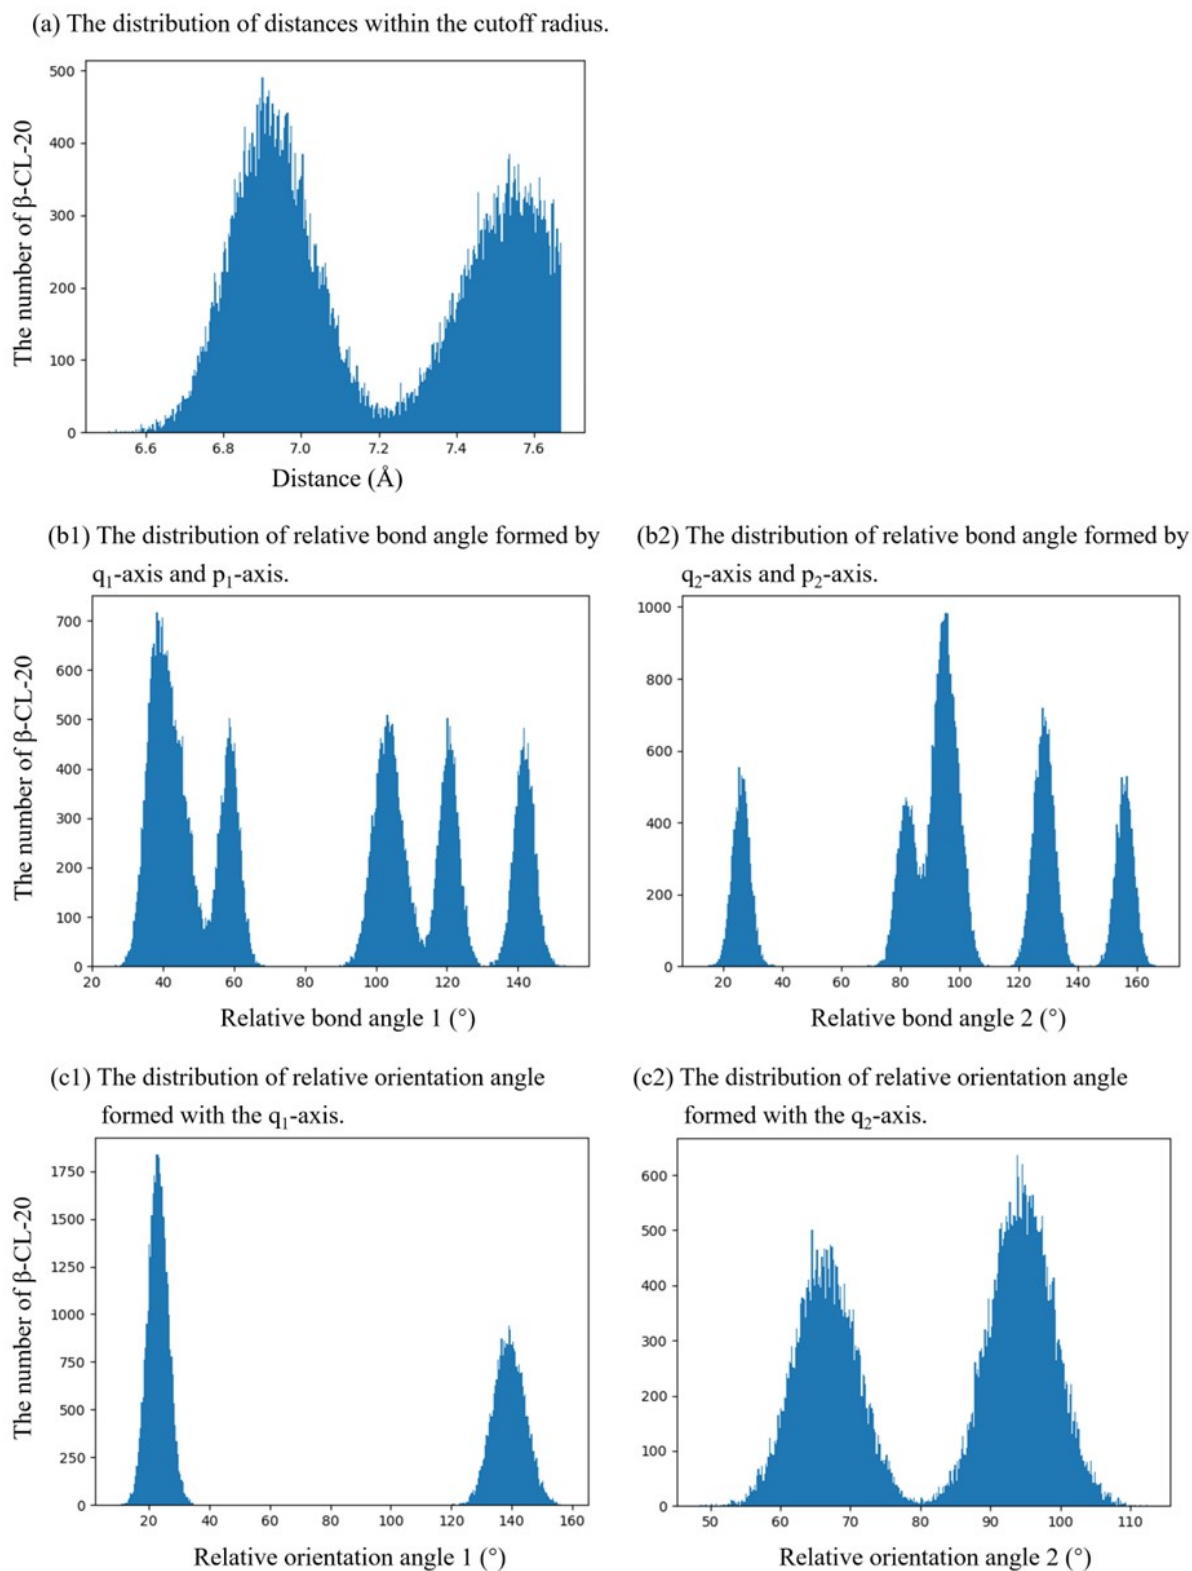 (a) The distribution of distances within the cutoff radius.
500
400
300
200
100
0
The number of β-CL-20
6.6 6.8 7.0 7.2 7.4 7.6
Distance (Å)
(b1) The distribution of relative bond angle formed by
q₁-axis and p₁-axis.
700
600
500
400
300
200
100
0
The number of β-CL-20
20 40 60 80 100 120 140
Relative bond angle 1 (°)
(b2) The distribution of relative bond angle formed by
q₂-axis and p₂-axis.
1000
800
600
400
200
0
20 40 60 80 100 120 140 160
Relative bond angle 2 (°)
(c1) The distribution of relative orientation angle
formed with the q₁-axis.
1750
1500
1250
1000
750
500
250
0
The number of β-CL-20
20 40 60 80 100 120 140 160
Relative orientation angle 1 (°)
(c2) The distribution of relative orientation angle
formed with the q₂-axis.
600
500
400
300
200
100
0
50 60 70 80 90 100 110
Relative orientation angle 2 (°)